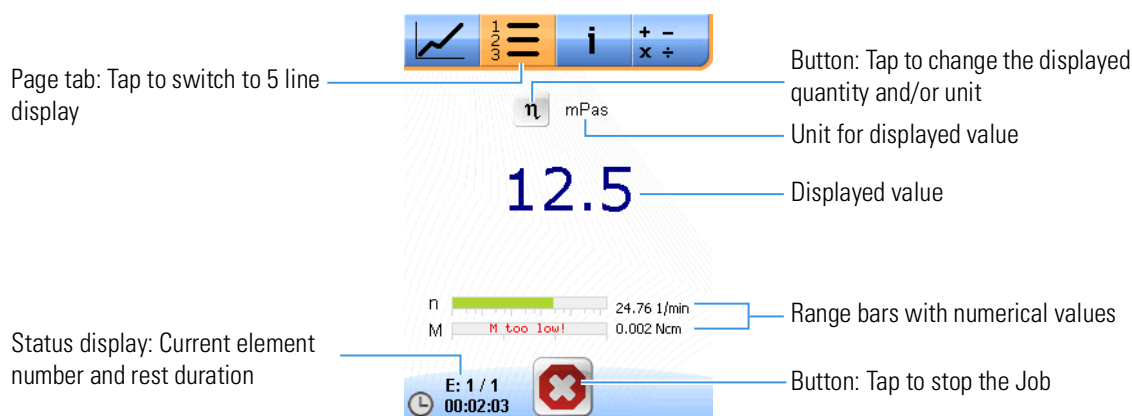 1
2
3
i
+ -
x ÷
Page tab: Tap to switch to 5 line
display
Button: Tap to change the displayed
quantity and/or unit
η mPas
Unit for displayed value
12.5
Displayed value
n 24.76 1/min
M M too low! 0.002 Ncm
Range bars with numerical values
Status display: Current element
number and rest duration
E: 1 / 1
00:02:03
Button: Tap to stop the Job